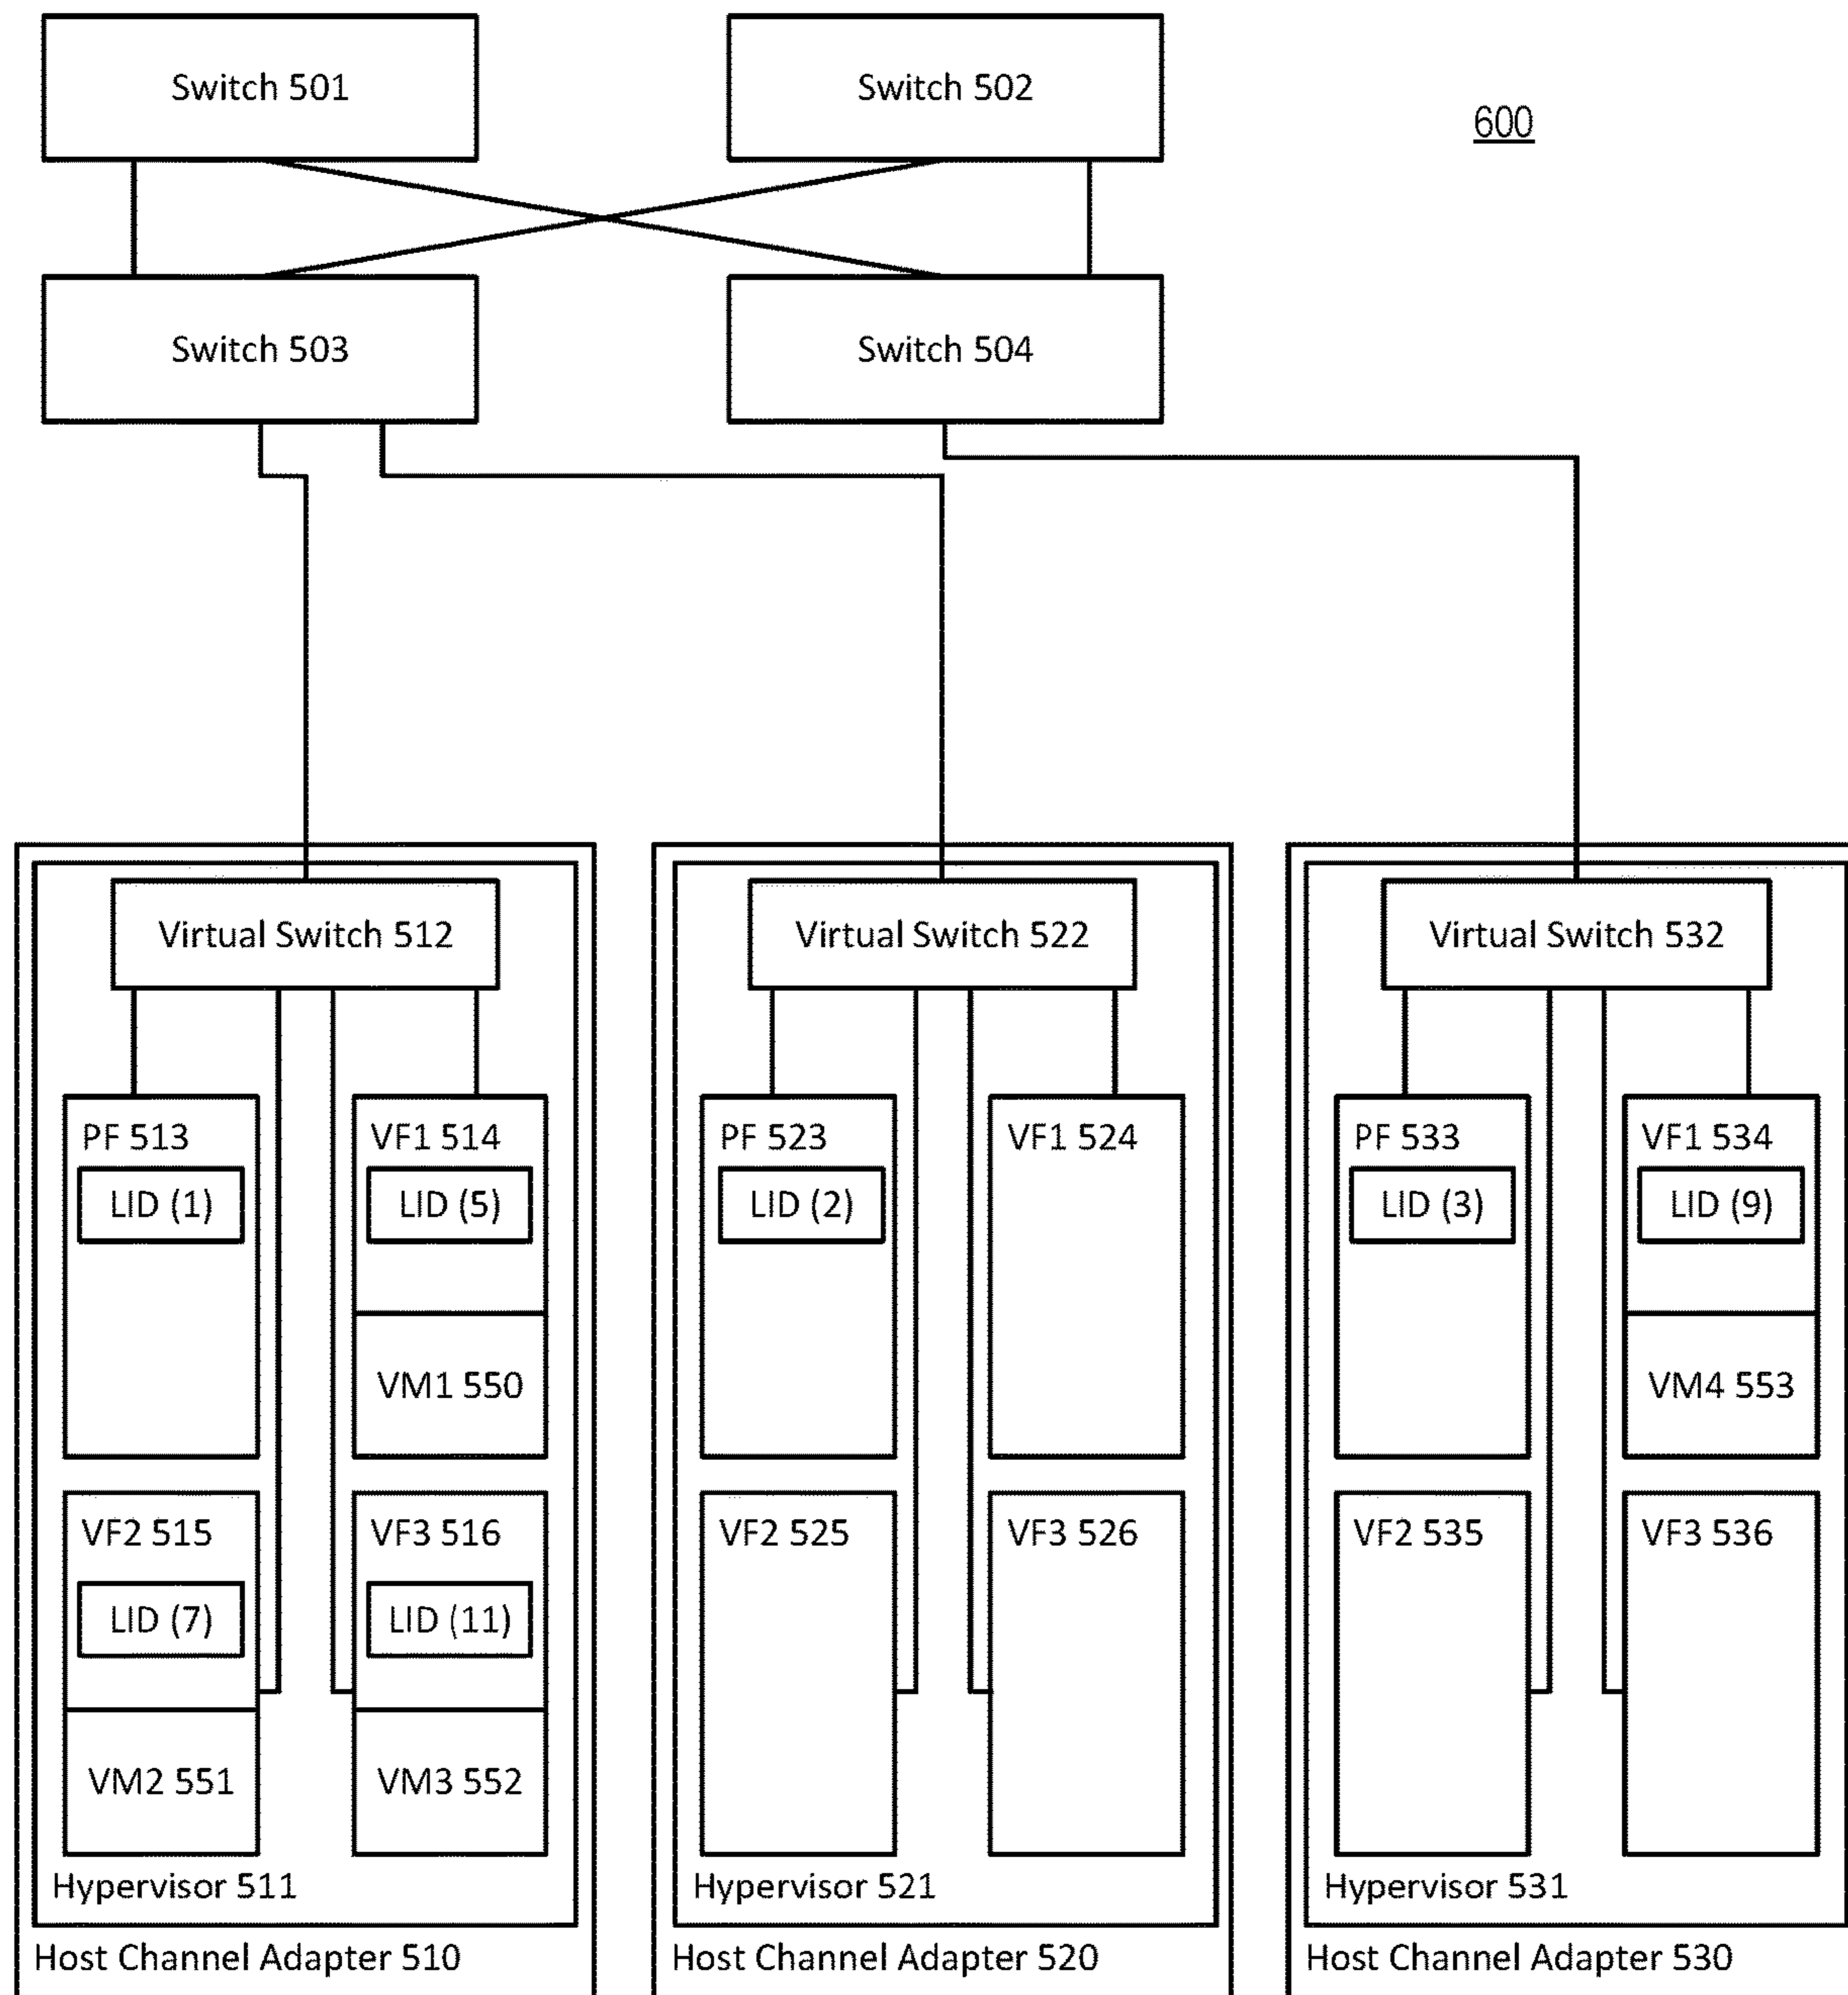 Switch 501
Switch 502
600
Switch 503
Switch 504
Virtual Switch 512
Virtual Switch 522
Virtual Switch 532
PF 513
LID (1)
VF1 514
LID (5)
VM1 550
PF 523
LID (2)
VF1 524
PF 533
LID (3)
VF1 534
LID (9)
VM4 553
VF2 515
LID (7)
VM2 551
VF3 516
LID (11)
VM3 552
VF2 525
VF3 526
VF2 535
VF3 536
Hypervisor 511
Hypervisor 521
Hypervisor 531
Host Channel Adapter 510
Host Channel Adapter 520
Host Channel Adapter 530